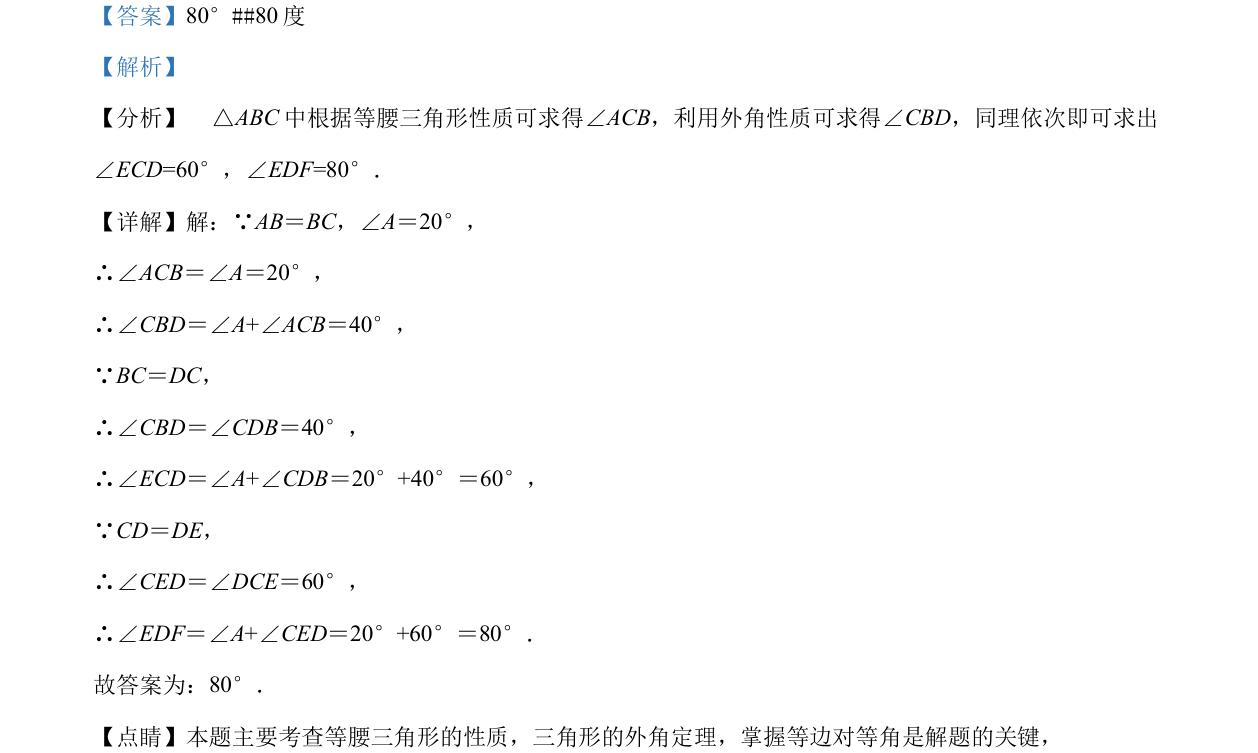 【答案】80°##80度
【解析】
【分析】 △ABC中根据等腰三角形性质可求得∠ACB，利用外角性质可求得∠CBD，同理依次即可求出
∠ECD=60°，∠EDF=80°．
【详解】解：∵AB＝BC，∠A＝20°，
∴∠ACB＝∠A＝20°，
∴∠CBD＝∠A+∠ACB＝40°，
∵BC＝DC，
∴∠CBD＝∠CDB＝40°，
∴∠ECD＝∠A+∠CDB＝20°+40°＝60°，
∵CD＝DE，
∴∠CED＝∠DCE＝60°，
∴∠EDF＝∠A+∠CED＝20°+60°＝80°．
故答案为：80°．
【点睛】本题主要考查等腰三角形的性质，三角形的外角定理，掌握等边对等角是解题的关键，